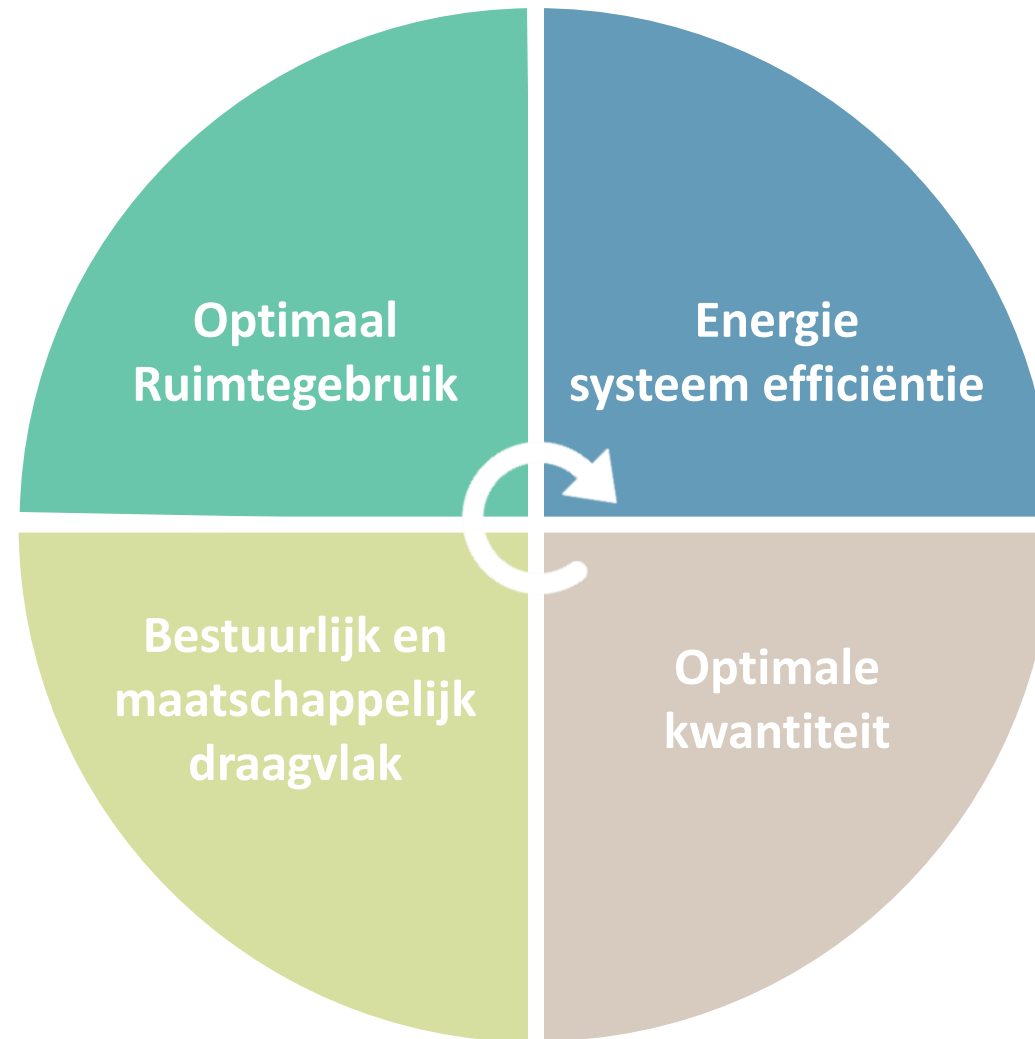 Optimaal
Ruimtegebruik
Energie
systeem efficiëntie
Bestuurlijk en
maatschappelijk
draagvlak
Optimale
kwantiteit